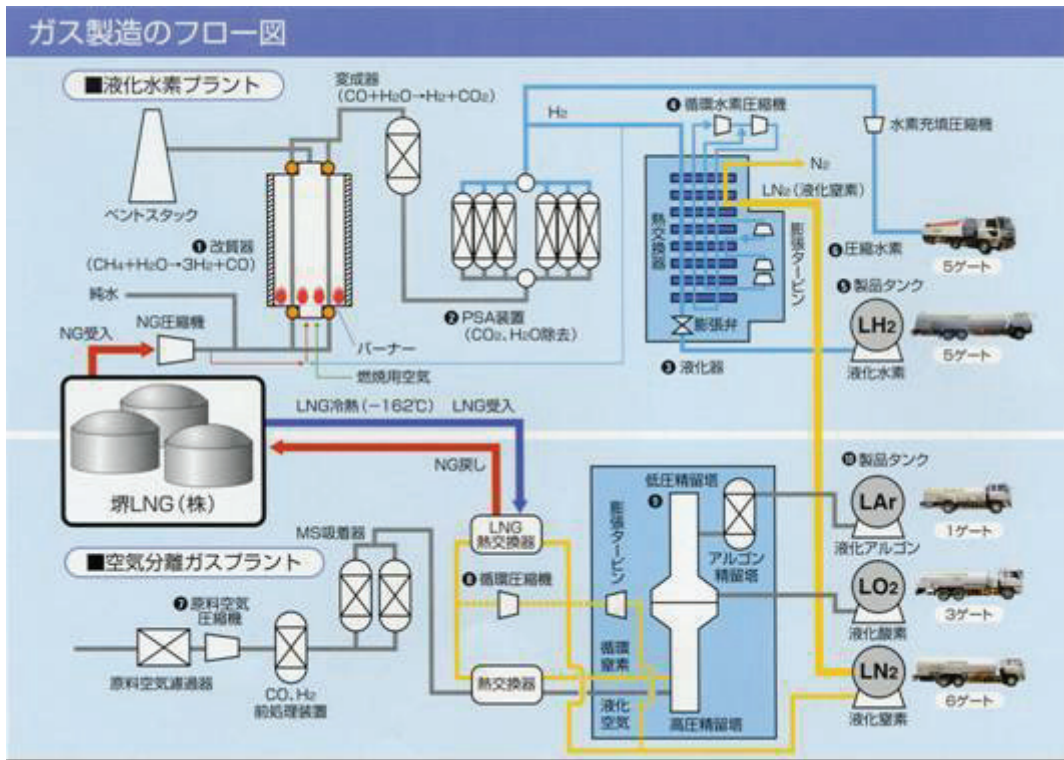 ガス製造のフロー図
■液化水素プラント
変成器
(CO+H₂O→H₂+CO₂)
H₂
❹循環水素圧縮機
水素充填圧縮機
N₂
LN₂(液化窒素)
ベントスタック
❶改質器
(CH₄+H₂O→3H₂+CO)
熱交換器
膨張タービン
❻圧縮水素
5ゲート
純水
NG圧縮機
NG受入
❷PSA装置
(CO₂、H₂O除去)
バーナー
燃焼用空気
膨張弁
❸液化器
❺製品タンク
LH₂
液化水素
5ゲート
LNG冷熱(−162℃)
LNG受入
NG戻し
堺LNG(株)
■空気分離ガスプラント
MS吸着器
LNG
熱交換器
❽循環圧縮機
膨張タービン
低圧精留塔
❾
アルゴン
精留塔
❿製品タンク
LAr
液化アルゴン
1ゲート
❼原料空気
圧縮機
原料空気濾過器
CO、H₂
前処理装置
熱交換器
循環
窒素
液化
空気
高圧精留塔
LO₂
液化酸素
3ゲート
LN₂
液化窒素
6ゲート